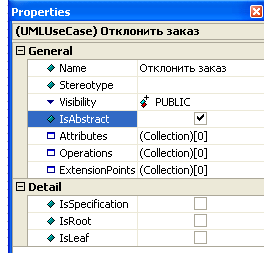 Properties
(UMLUseCase) Отклонить заказ
General
Name Отклонить заказ
Stereotype
Visibility PUBLIC
IsAbstract
Attributes (Collection)[0]
Operations (Collection)[0]
ExtensionPoints (Collection)[0]
Detail
IsSpecification
IsRoot
IsLeaf